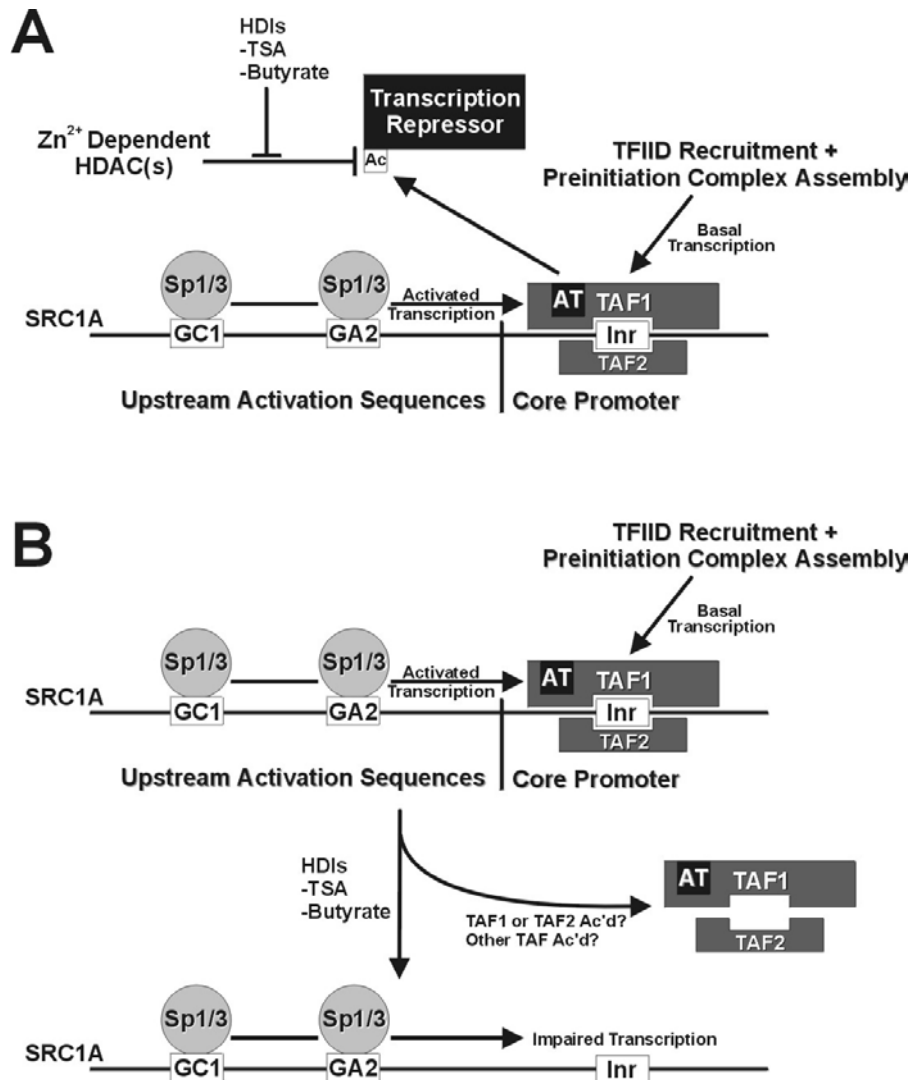 A
HDIs
-TSA
-Butyrate
Transcription
Repressor
Ac
Zn2+ Dependent
HDAC(s)
TFIID Recruitment +
Preinitiation Complex Assembly
Basal
Transcription
Sp1/3
Sp1/3
Activated
Transcription
AT
TAF1
SRC1A
GC1
GA2
Inr
TAF2
Upstream Activation Sequences
Core Promoter
B
TFIID Recruitment +
Preinitiation Complex Assembly
Basal
Transcription
Sp1/3
Sp1/3
Activated
Transcription
AT
TAF1
SRC1A
GC1
GA2
Inr
TAF2
Upstream Activation Sequences
Core Promoter
HDIs
-TSA
-Butyrate
TAF1 or TAF2 Ac'd?
Other TAF Ac'd?
AT
TAF1
TAF2
Sp1/3
Sp1/3
Impaired Transcription
SRC1A
GC1
GA2
Inr